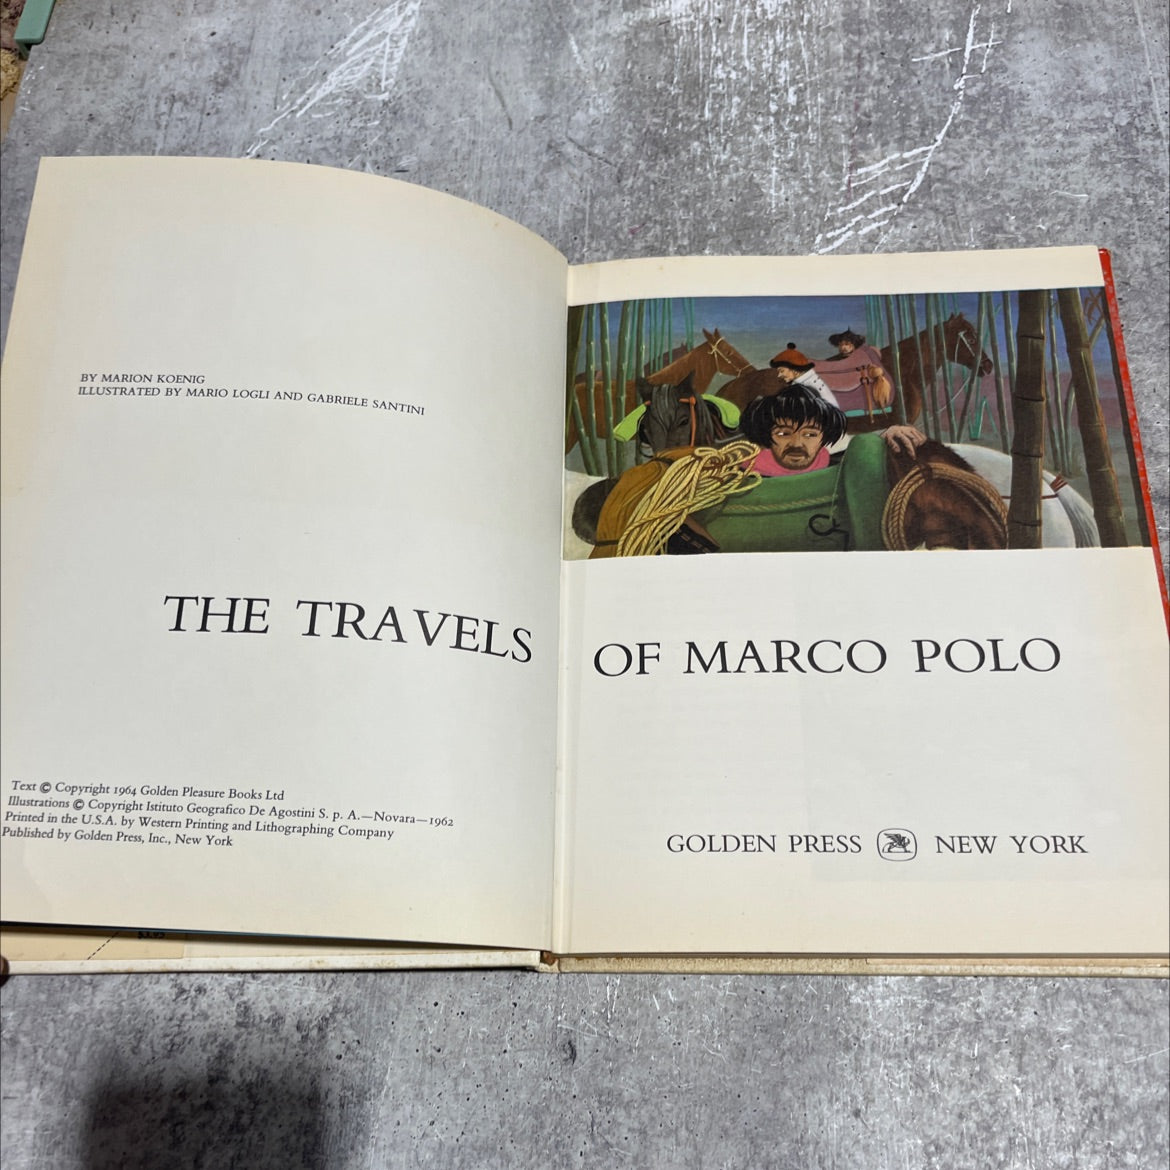 BY MARION KOENIG
ILLUSTRATED BY MARIO LOGLI AND GABRIELE SANTINI
THE TRAVELS OF MARCO POLO
Text © Copyright 1964 Golden Pleasure Books Ltd
Illustrations © Copyright Istituto Geografico De Agostini S. p. A.—Novara—1962
Printed in the U.S.A. by Western Printing and Lithographing Company
Published by Golden Press, Inc., New York
GOLDEN PRESS NEW YORK